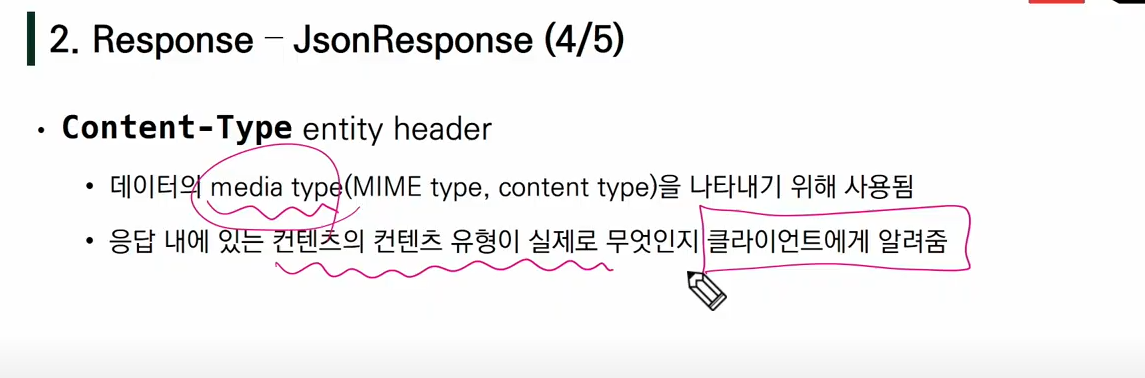 2. Response – JsonResponse (4/5)
• Content-Type entity header
• 데이터의 media type(MIME type, content type)을 나타내기 위해 사용됨
• 응답 내에 있는 컨텐츠의 컨텐츠 유형이 실제로 무엇인지 클라이언트에게 알려줌